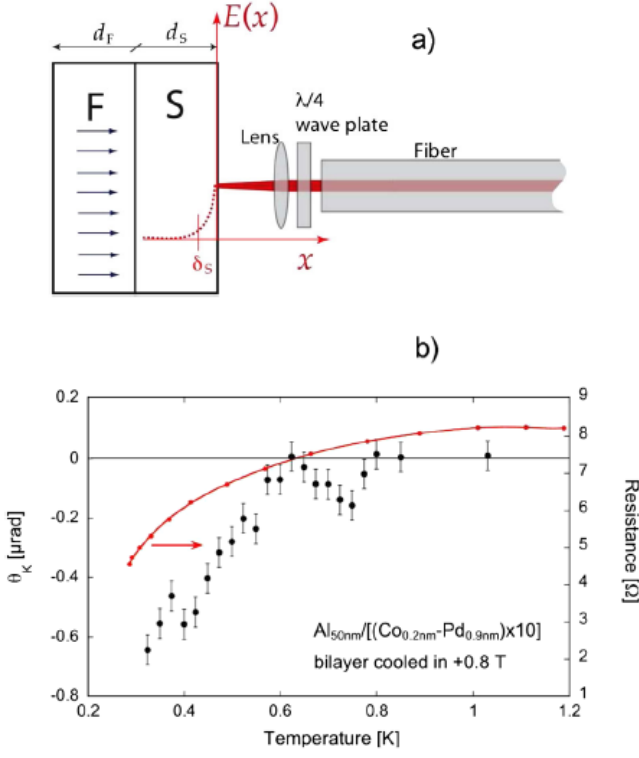 E(x)
d_F d_S
a)
F S
λ/4
wave plate
Lens
Fiber
δ_S
x
b)
0.2
0
-0.2
-0.4
-0.6
-0.8
θ_K [µrad]
9
8
7
6
5
4
3
2
1
Resistance [Ω]
Al_50nm/[(Co_0.2nm-Pd_0.9nm)x10]
bilayer cooled in +0.8 T
0.2 0.4 0.6 0.8 1 1.2
Temperature [K]